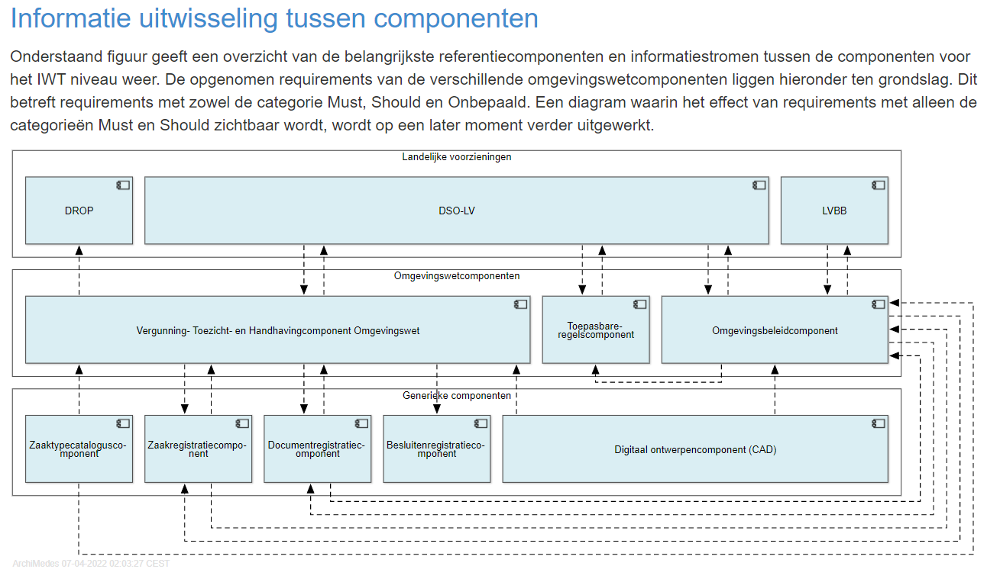 Informatie uitwisseling tussen componenten
Onderstaand figuur geeft een overzicht van de belangrijkste referentiecomponenten en informatiestromen tussen de componenten voor
het IWT niveau weer. De opgenomen requirements van de verschillende omgevingswetcomponenten liggen hieronder ten grondslag. Dit
betreft requirements met zowel de categorie Must, Should en Onbepaald. Een diagram waarin het effect van requirements met alleen de
categorieën Must en Should zichtbaar wordt, wordt op een later moment verder uitgewerkt.
Landelijke voorzieningen
DROP
DSO-LV
LVBB
Omgevingswetcomponenten
Vergunning- Toezicht- en Handhavingcomponent Omgevingswet
Toepasbare-
regelscomponent
Omgevingsbeleidcomponent
Generieke componenten
Zaaktypecatalogusco-
mponent
Zaakregistratiecompo-
nent
Documentregistratiec-
omponent
Besluitenregistratieco-
mponent
Digitaal ontwerpencomponent (CAD)
ArchiMedes 07-04-2022 02:03:27 CEST